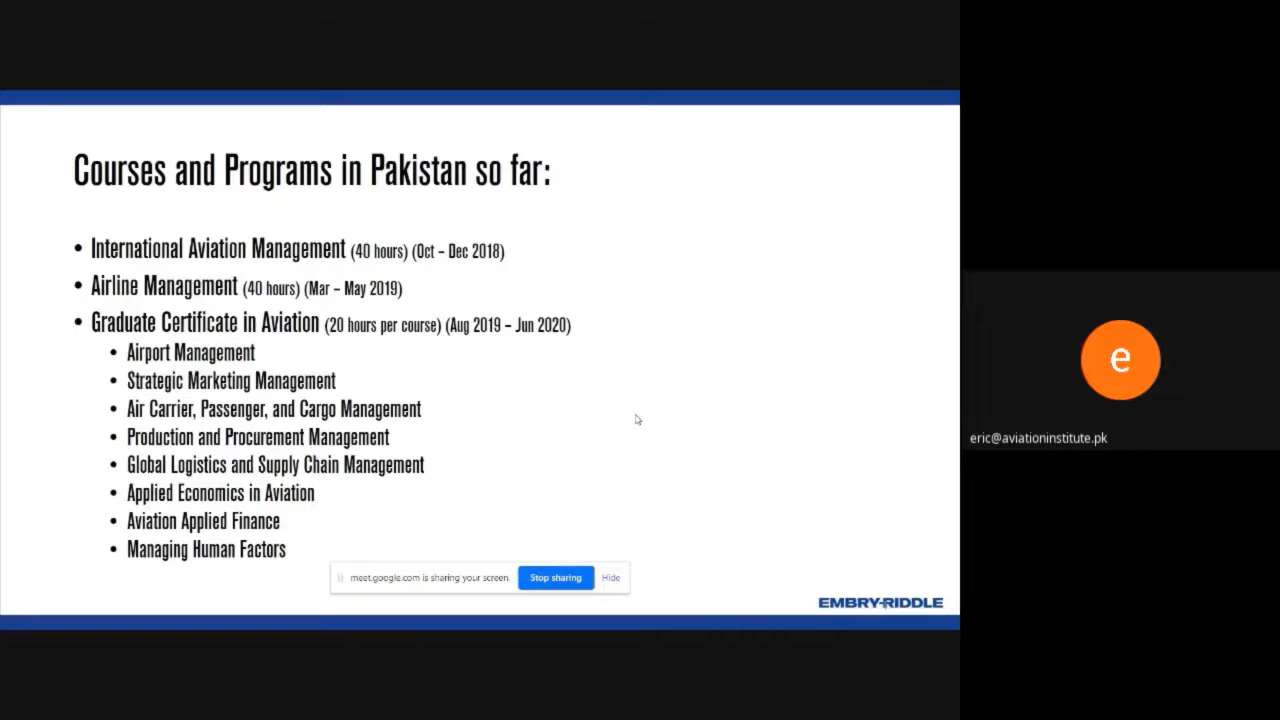 Courses and Programs in Pakistan so far:
• International Aviation Management (40 hours) (Oct – Dec 2018)
• Airline Management (40 hours) (Mar – May 2019)
• Graduate Certificate in Aviation (20 hours per course) (Aug 2019 – Jun 2020)
• Airport Management
• Strategic Marketing Management
• Air Carrier, Passenger, and Cargo Management
• Production and Procurement Management
• Global Logistics and Supply Chain Management
• Applied Economics in Aviation
• Aviation Applied Finance
• Managing Human Factors
meet.google.com is sharing your screen. Stop sharing Hide
EMBRY-RIDDLE
e
eric@aviationinstitute.pk